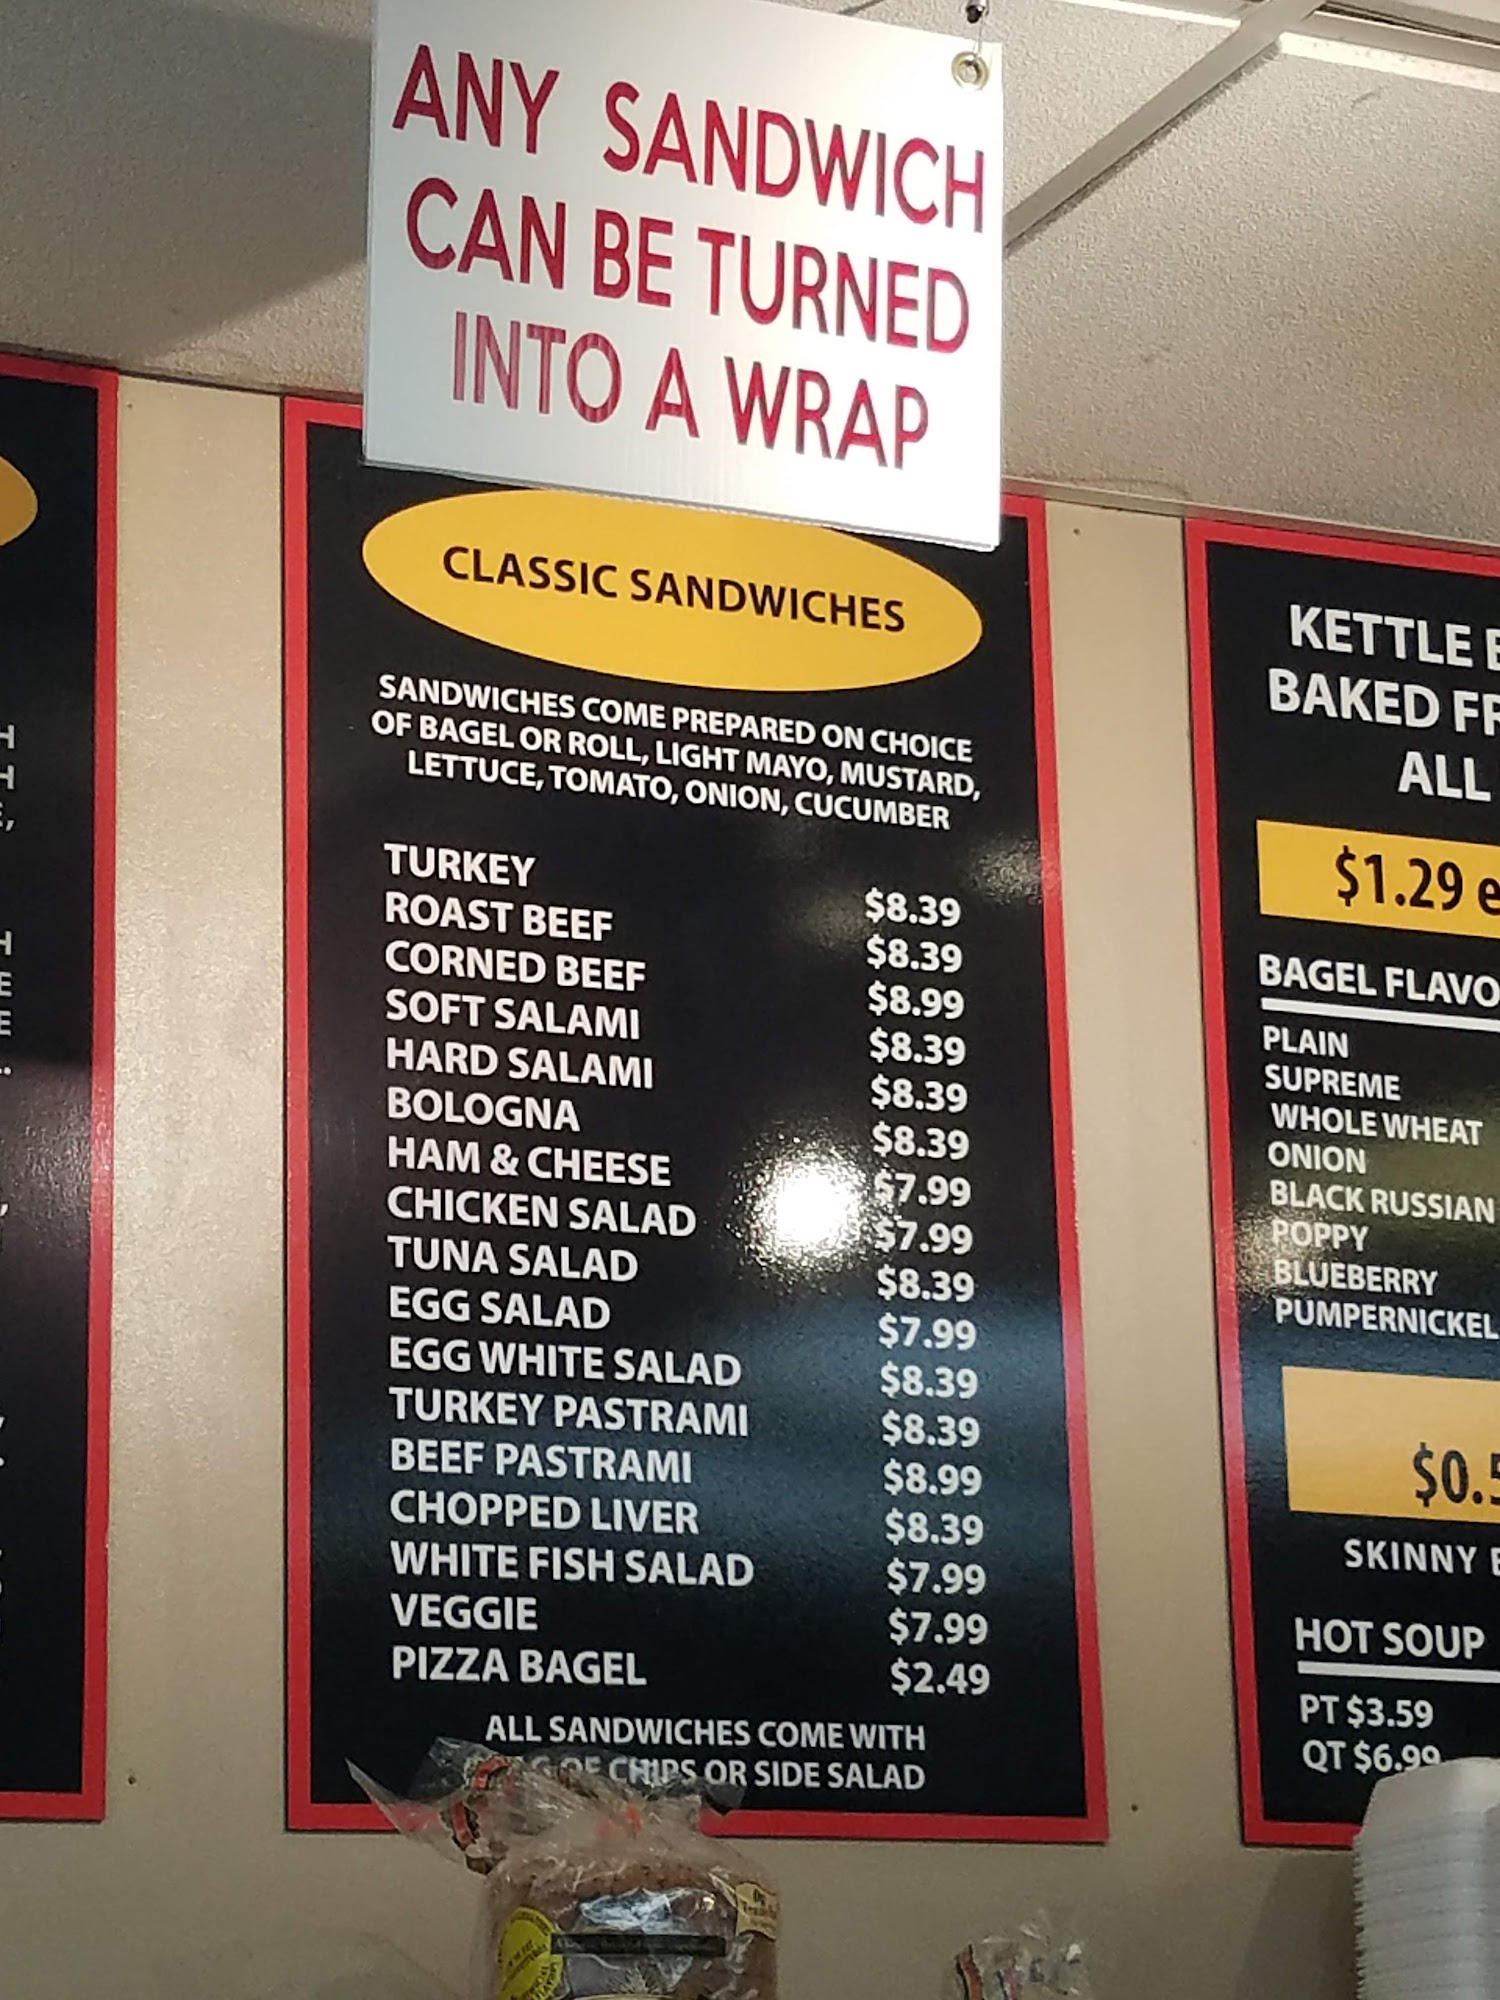 ANY SANDWICH
CAN BE TURNED
INTO A WRAP
CLASSIC SANDWICHES
SANDWICHES COME PREPARED ON CHOICE
OF BAGEL OR ROLL, LIGHT MAYO, MUSTARD,
LETTUCE, TOMATO, ONION, CUCUMBER
TURKEY $8.39
ROAST BEEF $8.39
CORNED BEEF $8.99
SOFT SALAMI $8.39
HARD SALAMI $8.39
BOLOGNA $8.39
HAM & CHEESE $7.99
CHICKEN SALAD $7.99
TUNA SALAD $8.39
EGG SALAD $7.99
EGG WHITE SALAD $8.39
TURKEY PASTRAMI $8.39
BEEF PASTRAMI $8.99
CHOPPED LIVER $8.39
WHITE FISH SALAD $7.99
VEGGIE $7.99
PIZZA BAGEL $2.49
ALL SANDWICHES COME WITH
OF CHIPS OR SIDE SALAD
KETTLE
BAKED
ALL
$1.29
BAGEL
PLAIN
SUPREME
WHOLE WHEAT
ONION
BLACK RUSSIAN
POPPY
BLUEBERRY
PUMPERNICKEL
SKINNY
HOT SOUP
PT $3.59
QT $6.99